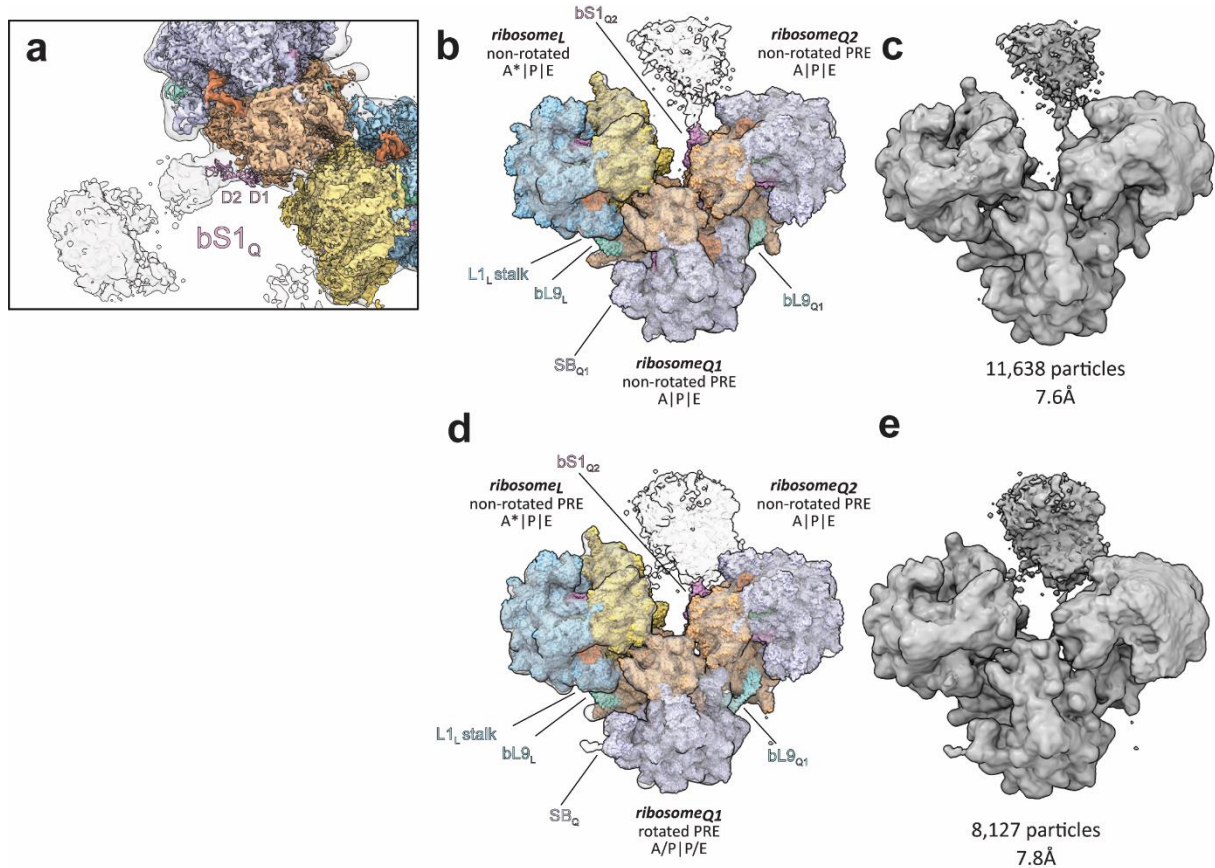 a
D2 D1
bS1Q
b
bS1Q2
ribosomeL
non-rotated
A*|P|E
ribosomeQ2
non-rotated PRE
A|P|E
L1L stalk
bL9L
bL9Q1
SBQ1
ribosomeQ1
non-rotated PRE
A|P|E
c
11,638 particles
7.6Å
d
bS1Q2
ribosomeL
non-rotated PRE
A*|P|E
ribosomeQ2
non-rotated PRE
A|P|E
L1L stalk
bL9L
bL9Q1
SBQ
ribosomeQ1
rotated PRE
A/P|P/E
e
8,127 particles
7.8Å